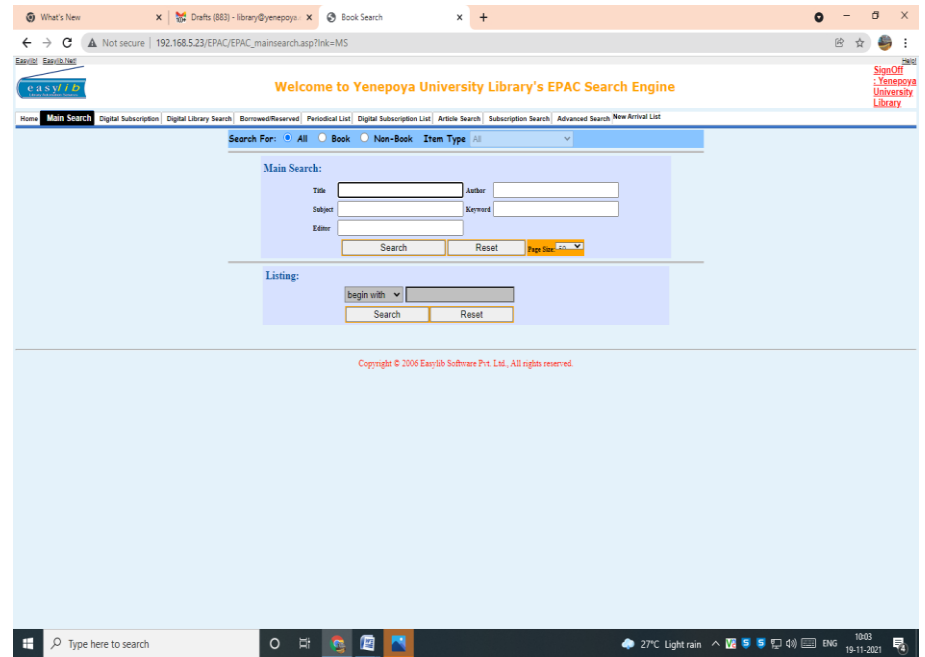 What's New
Drafts (883) - library@yenepoya.
Book Search
Not secure | 192.168.5.23/EPAC/EPAC_mainsearch.asp?lnk=MS
Easylib! Easylib.Net!
Help!
SignOff
: Yenepoya
University
Library
easylib
Welcome to Yenepoya University Library's EPAC Search Engine
Home Main Search Digital Subscription Digital Library Search Borrowed/Reserved Periodical List Digital Subscription List Article Search Subscription Search Advanced Search New Arrival List
Search For: All Book Non-Book Item Type All
Main Search:
Title Author
Subject Keyword
Editor
Search Reset Page Size
Listing:
begin with
Search Reset
Copyright © 2006 Easylib Software Pvt. Ltd., All rights reserved.
Type here to search
27°C Light rain ENG 10:03
19-11-2021